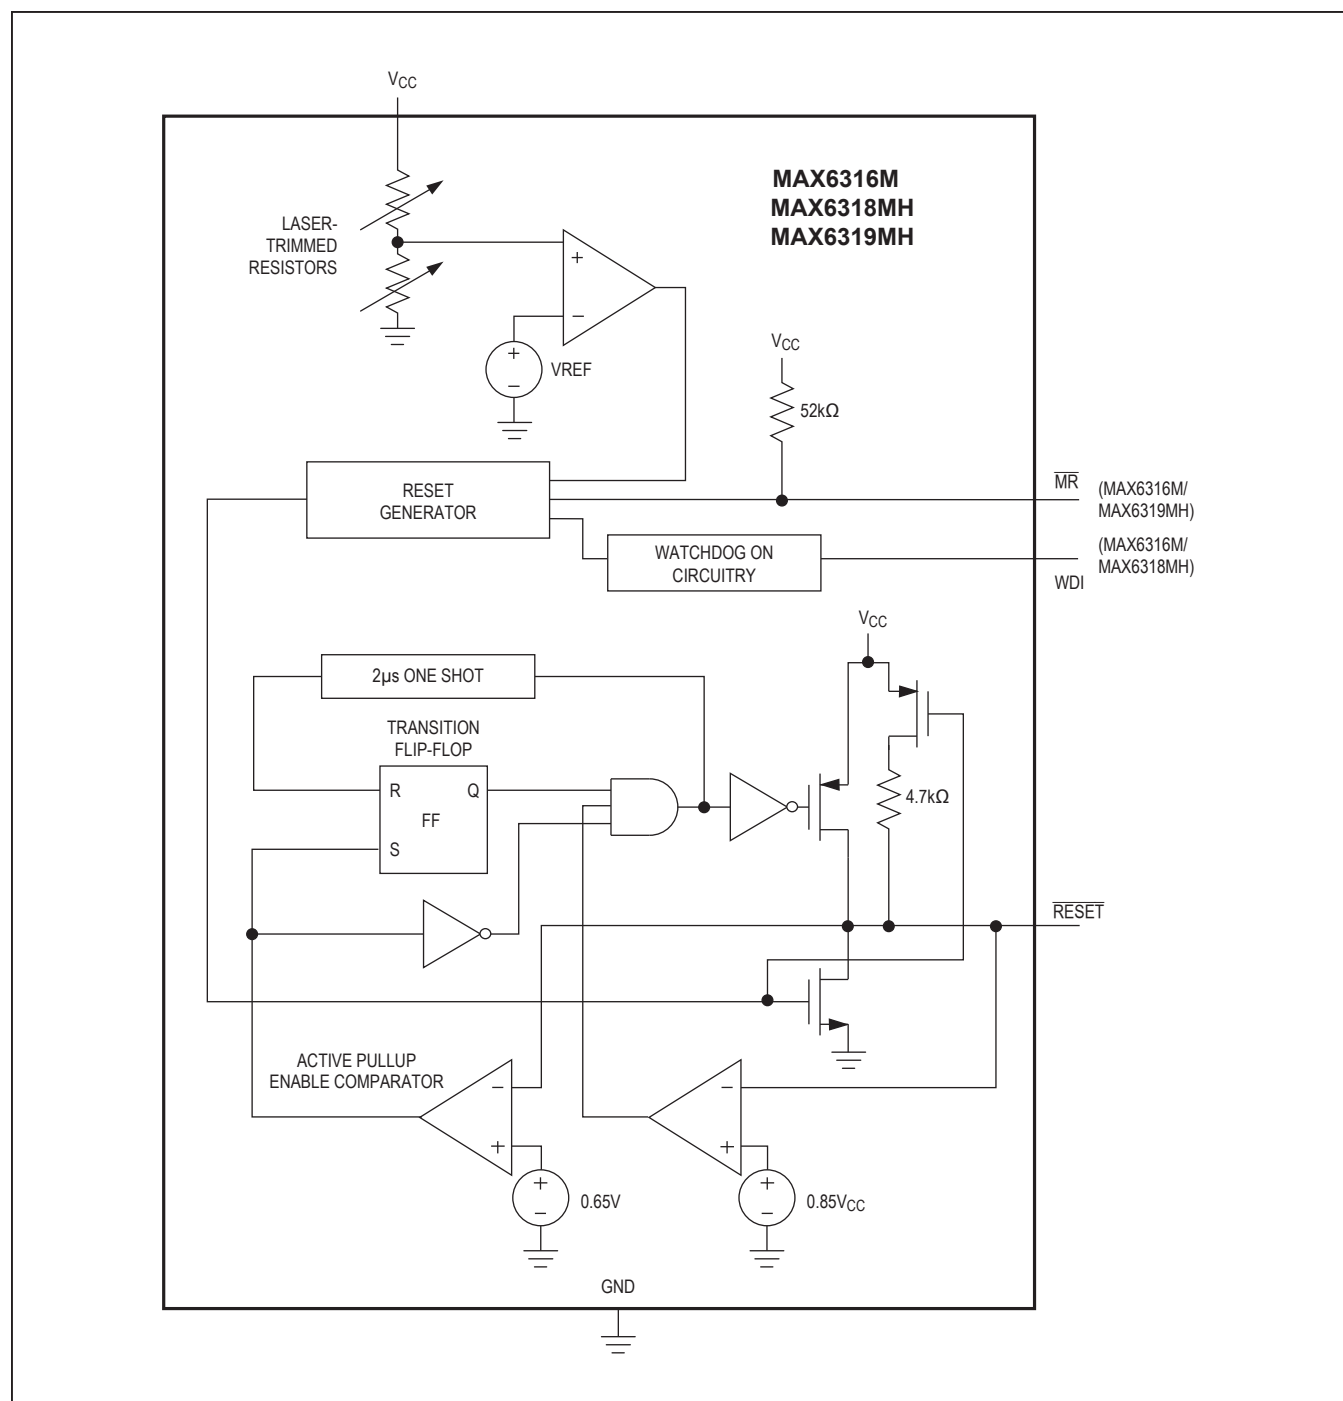 VCC
MAX6316M
MAX6318MH
MAX6319MH
LASER-
TRIMMED
RESISTORS
+
−
+
−
VREF
VCC
52kΩ
RESET
GENERATOR
MR
(MAX6316M/
MAX6319MH)
WATCHDOG ON
CIRCUITRY
(MAX6316M/
MAX6318MH)
WDI
VCC
2µs ONE SHOT
TRANSITION
FLIP-FLOP
R Q
FF
S
4.7kΩ
RESET
ACTIVE PULLUP
ENABLE COMPARATOR
−
+
−
+
+
−
0.65V
+
−
0.85VCC
GND